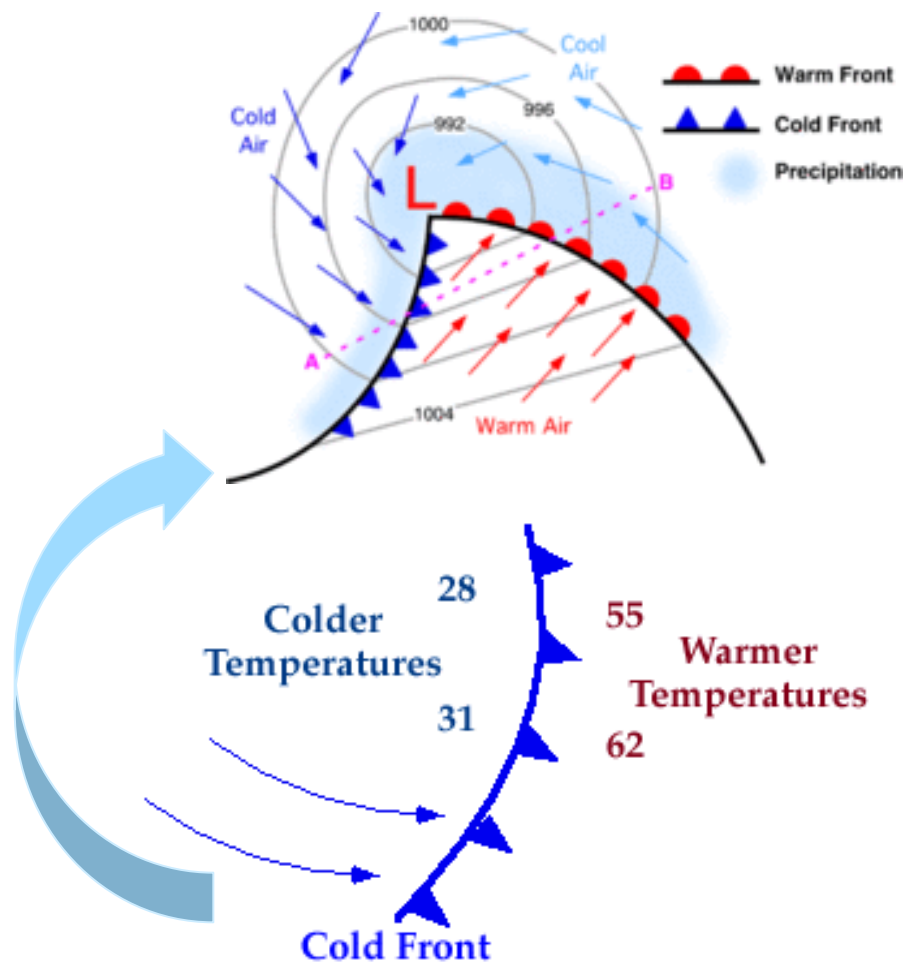 1000
Cool
Air
Warm Front
996
Cold
Air
992
Cold Front
Precipitation
L
B
A
1004
Warm Air
28
Colder
Temperatures
55
Warmer
Temperatures
31
62
Cold Front